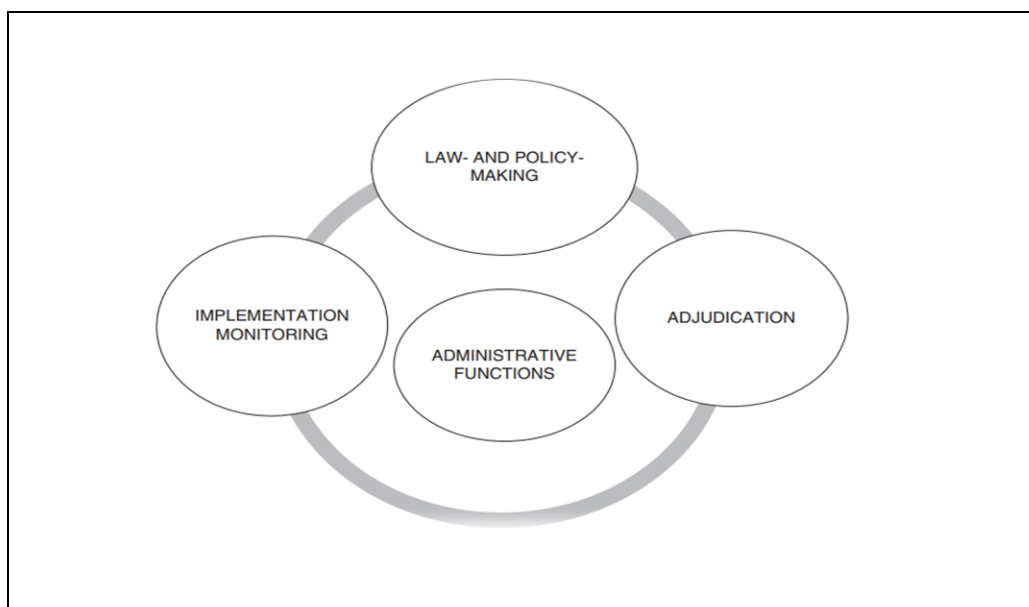 LAW- AND POLICY-
MAKING
IMPLEMENTATION
MONITORING
ADJUDICATION
ADMINISTRATIVE
FUNCTIONS